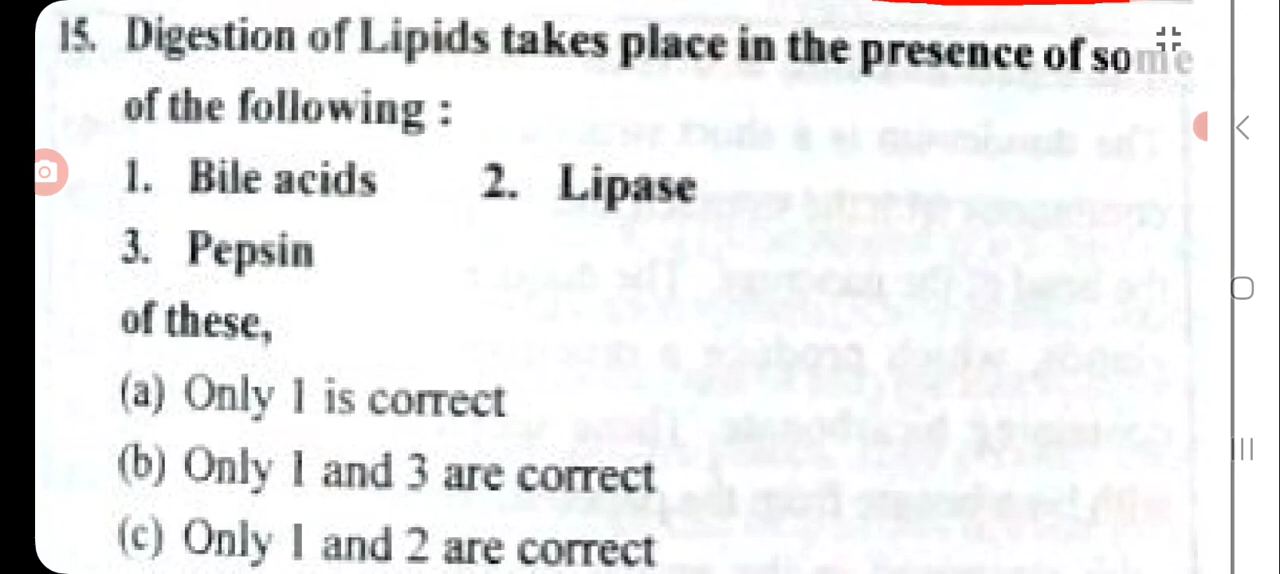 15. Digestion of Lipids takes place in the presence of some
of the following :
1. Bile acids 2. Lipase
3. Pepsin
of these,
(a) Only 1 is correct
(b) Only 1 and 3 are correct
(c) Only 1 and 2 are correct